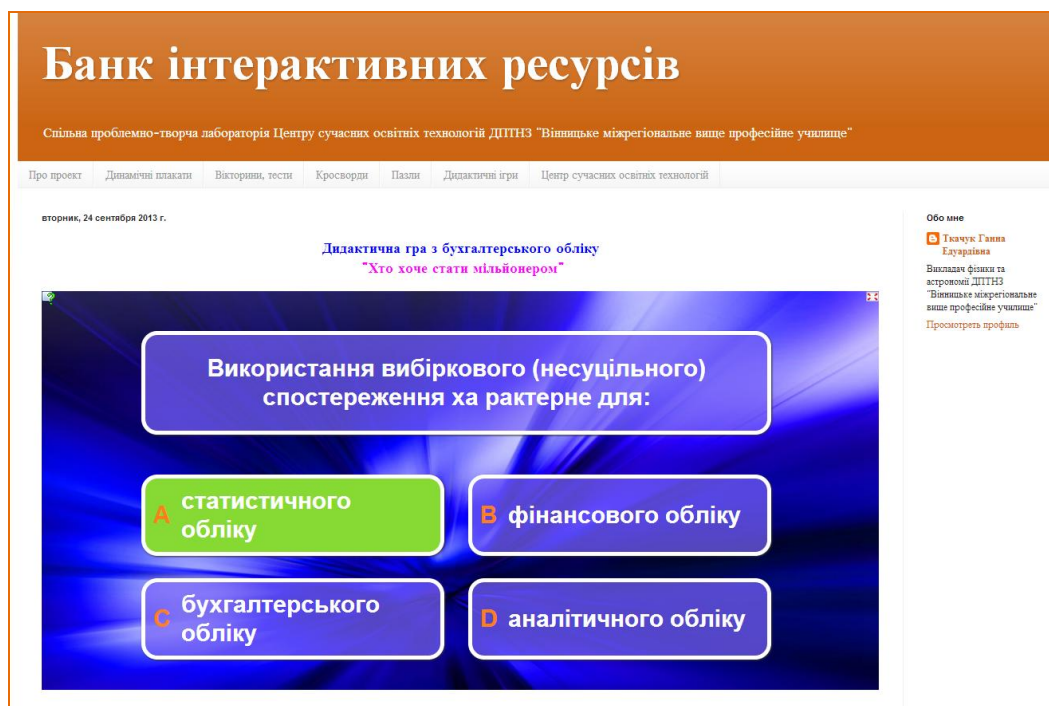 Банк інтерактивних ресурсів
Спільна проблемно-творча лабораторія Центру сучасних освітніх технологій ДПТНЗ "Вінницьке міжрегіональне вище професійне училище"
Про проект Динамічні плакати Вікторини, тести Кросворди Пазли Дидактичні ігри Центр сучасних освітніх технологій
вторник, 24 сентября 2013 г.
Дидактична гра з бухгалтерського обліку
"Хто хоче стати мільйонером"
Використання вибіркового (несуцільного)
спостереження ха рактерне для:
A статистичного
обліку
B фінансового обліку
C бухгалтерського
обліку
D аналітичного обліку
Обо мне
Ткачук Ганна
Едуардівна
Викладач фізики та
астрономії ДПТНЗ
"Вінницьке міжрегіональне
вище професійне училище"
Просмотреть профиль